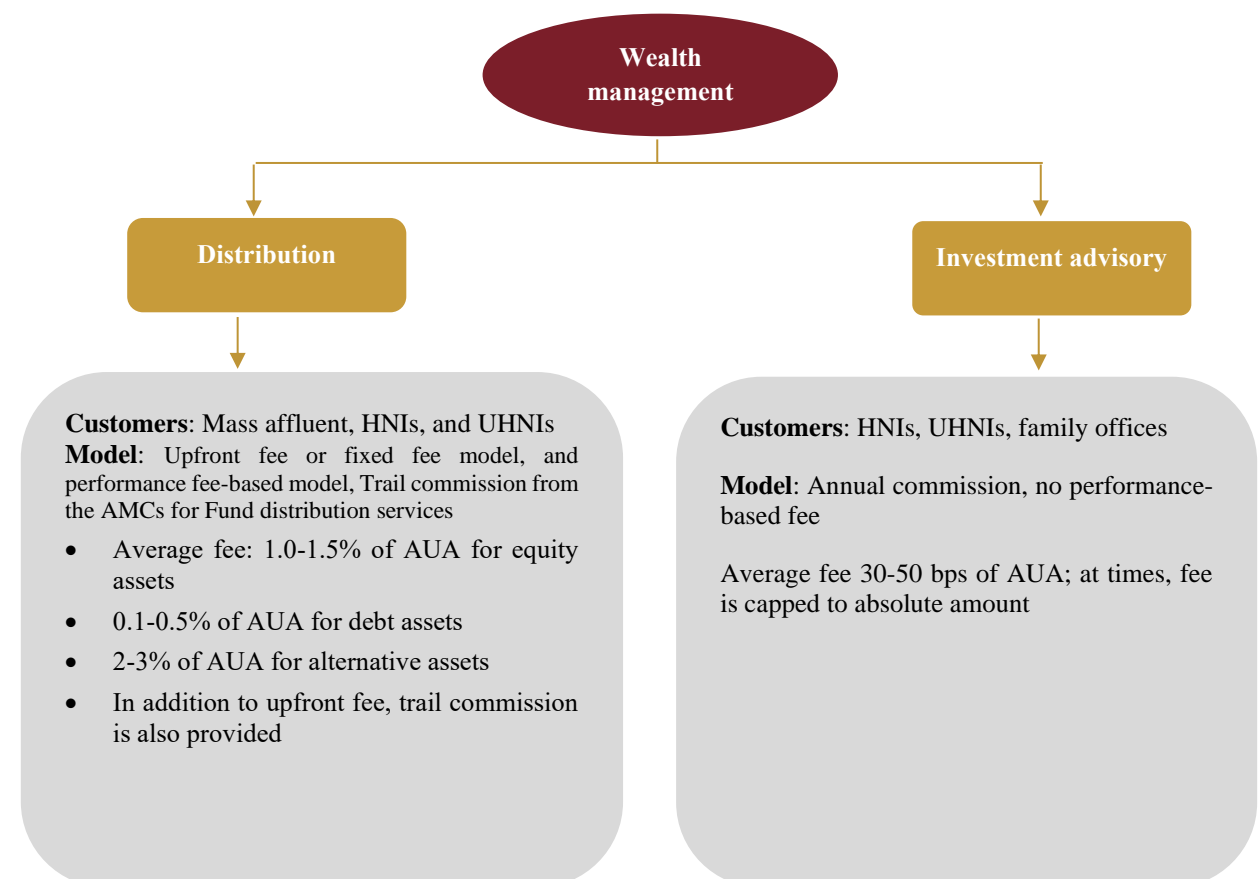 Wealth
management
Distribution
Investment advisory
Customers: Mass affluent, HNIs, and UHNIs
Model: Upfront fee or fixed fee model, and
performance fee-based model, Trail commission from
the AMCs for Fund distribution services
• Average fee: 1.0-1.5% of AUA for equity
assets
• 0.1-0.5% of AUA for debt assets
• 2-3% of AUA for alternative assets
• In addition to upfront fee, trail commission
is also provided
Customers: HNIs, UHNIs, family offices
Model: Annual commission, no performance-
based fee
Average fee 30-50 bps of AUA; at times, fee
is capped to absolute amount